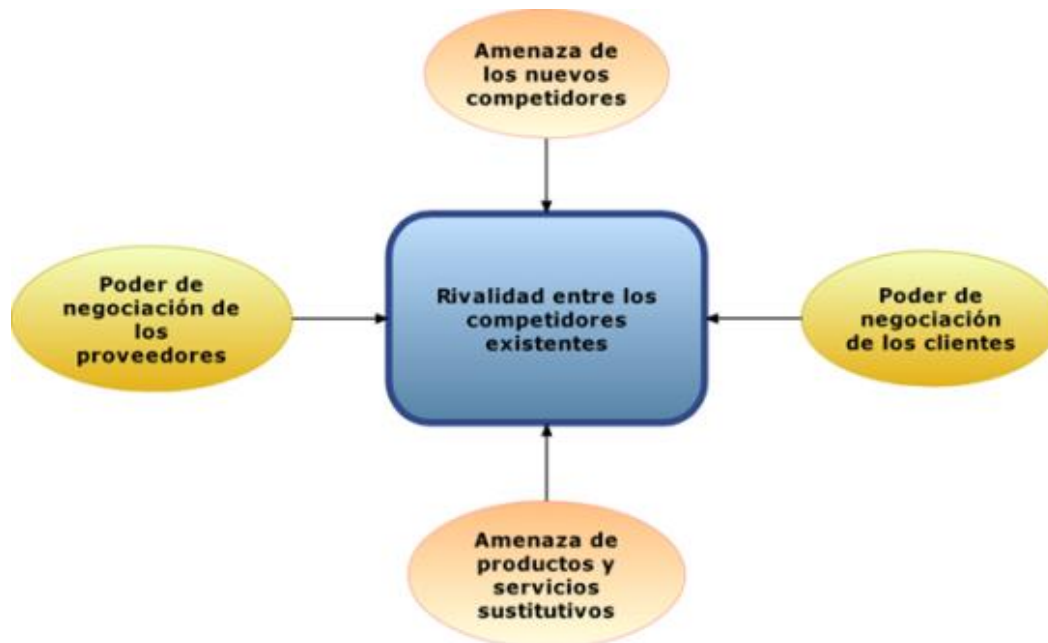 Amenaza de
los nuevos
competidores
Poder de
negociación de
los
proveedores
Rivalidad entre los
competidores
existentes
Poder de
negociación
de los clientes
Amenaza de
productos y
servicios
sustitutivos